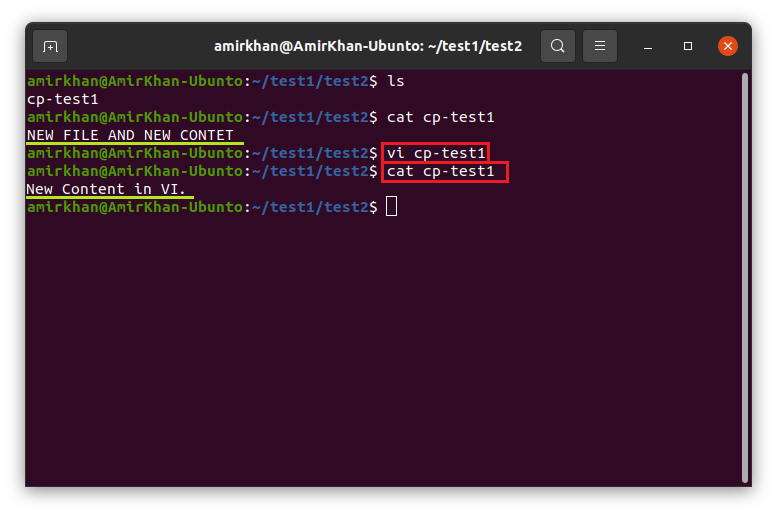 amirkhan@AmirKhan-Ubunto: ~/test1/test2
amirkhan@AmirKhan-Ubunto:~/test1/test2$ ls
cp-test1
amirkhan@AmirKhan-Ubunto:~/test1/test2$ cat cp-test1
NEW FILE AND NEW CONTET
amirkhan@AmirKhan-Ubunto:~/test1/test2$ vi cp-test1
amirkhan@AmirKhan-Ubunto:~/test1/test2$ cat cp-test1
New Content in VI.
amirkhan@AmirKhan-Ubunto:~/test1/test2$